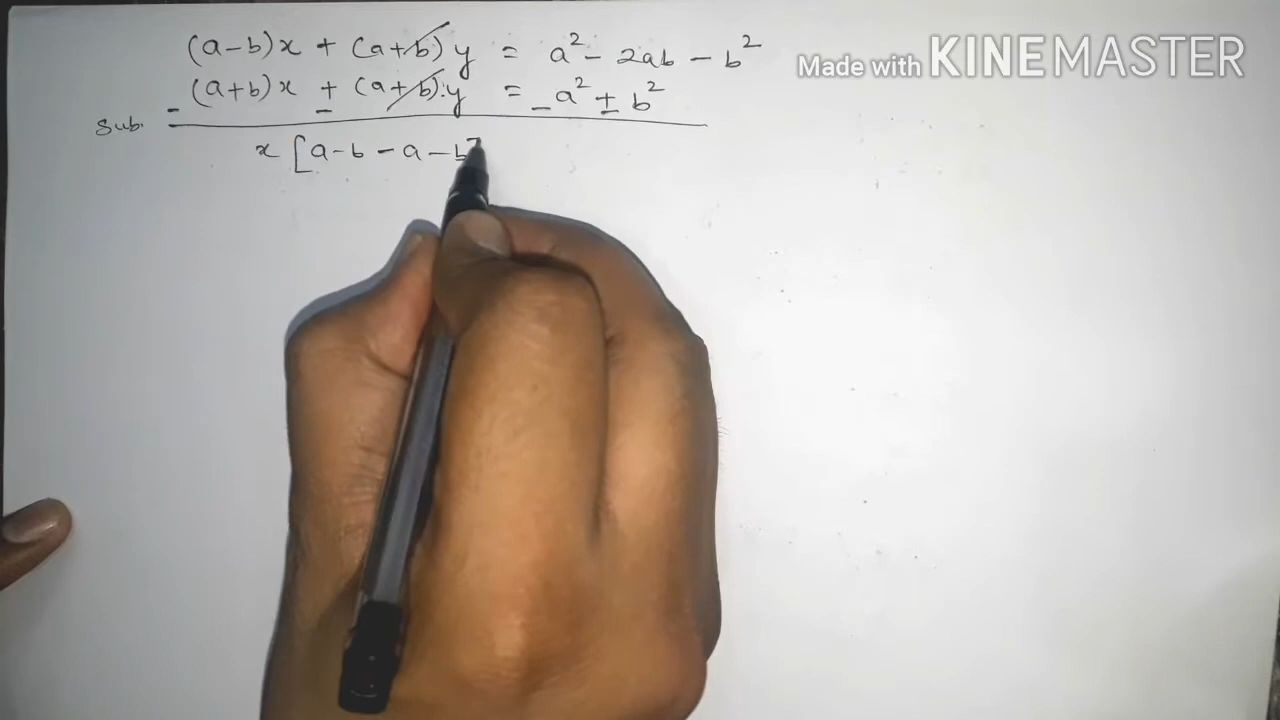 (a-b)x + (a+b)y = a² - 2ab - b²
Made with KINEMASTER
(a+b)x + (a+b)y = a² + b²
- - - -
Sub.
x [a-b-a-b]